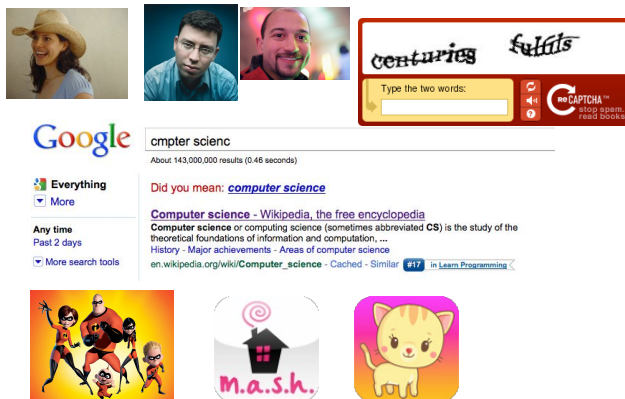 centuries fulfils
Type the two words:
reCAPTCHA™
stop spam.
read books.
Google
cmpter scienc
About 143,000,000 results (0.46 seconds)
Everything
More
Any time
Past 2 days
More search tools
Did you mean: computer science
Computer science - Wikipedia, the free encyclopedia
Computer science or computing science (sometimes abbreviated CS) is the study of the
theoretical foundations of information and computation, ...
History - Major achievements - Areas of computer science
en.wikipedia.org/wiki/Computer_science - Cached - Similar #17 in Learn Programming
m.a.s.h.